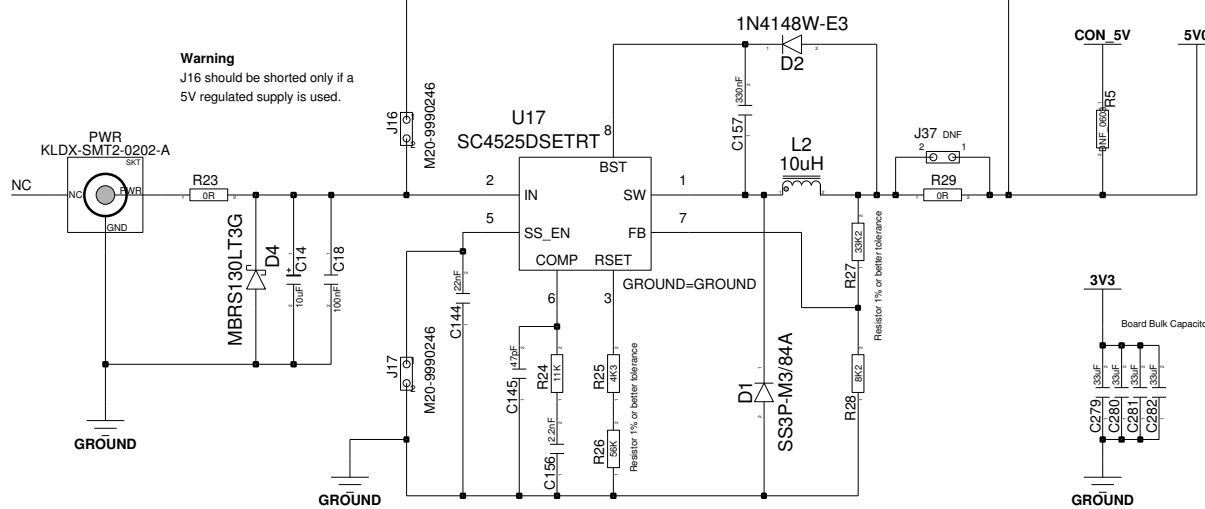 Warning
J16 should be shorted only if a
5V regulated supply is used.
1N4148W-E3
D2
CON_5V
5V0
R5
330nF
C157
J16
M20-9990246
U17
SC4525DSETRT
PWR
KLDX-SMT2-0202-A
SKT
NC
NC
PWR
GND
R23
0R
8
BST
L2
10uH
J37 DNF
2
1
R29
0R
2
IN
SW
1
5
SS_EN
FB
7
COMP
RSET
GROUND=GROUND
6
3
MBRS130LT3G
D4
C14
10uF
C18
100nF
22nF
C144
J17
M20-9990246
47pF
C145
R24
11K
2.2nF
C156
R25
4K3
R26
56K
Resistor 1% or better tolerance
D1
SS3P-M3/84A
R27
33K2
R28
8K2
Resistor 1% or better tolerance
3V3
Board Bulk Capacito
33uF
33uF
33uF
33uF
C279
C280
C281
C282
GROUND
GROUND
GROUND